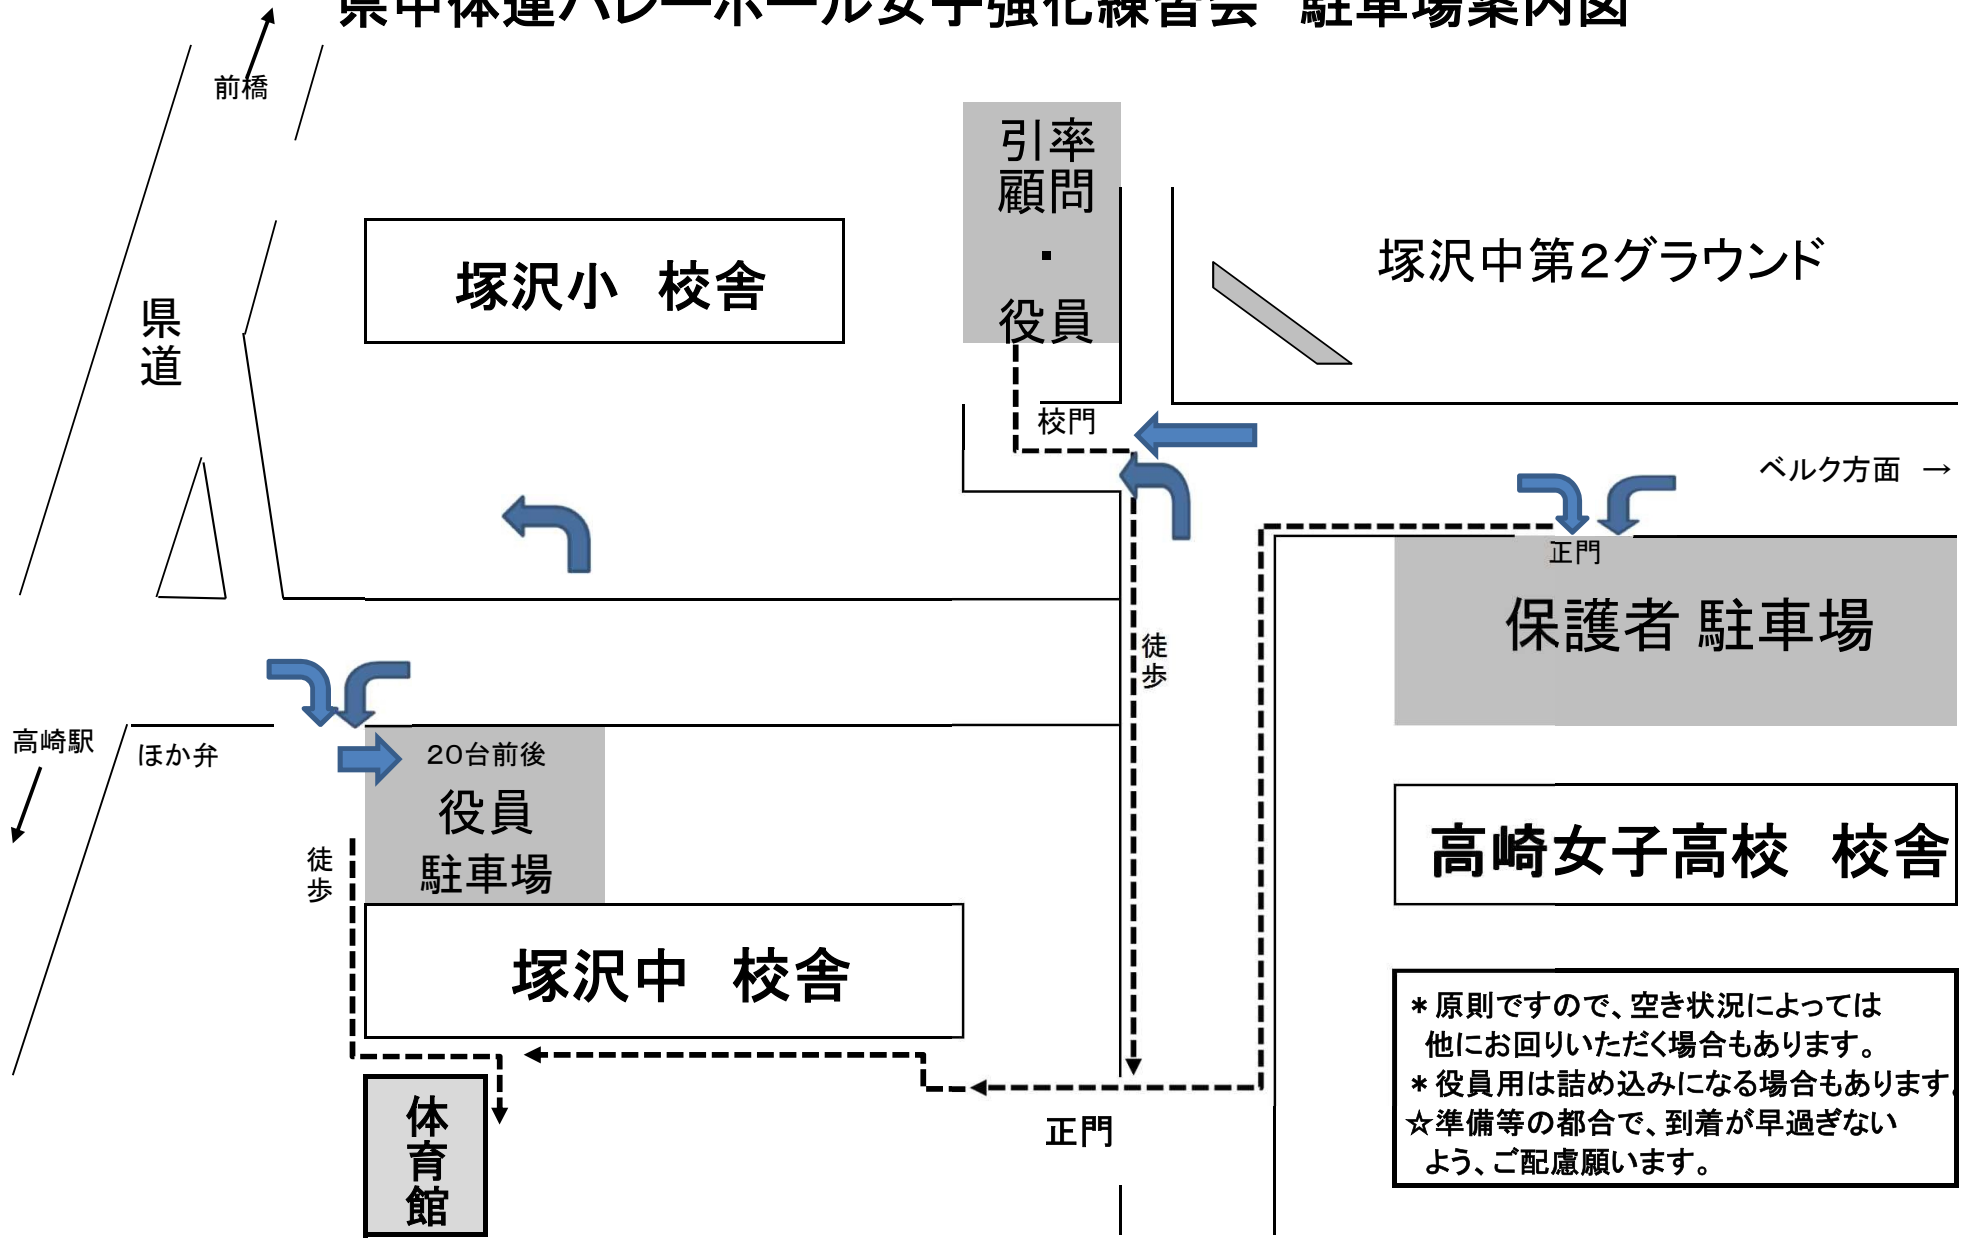 県中体連バレーボール女子強化練習会　駐車場案内図
前橋
引率
顧問
・
役員
塚沢小　校舎
塚沢中第2グラウンド
県道
校門
ベルク方面　→
正門
保護者 駐車場
徒歩
高崎駅
ほか弁
20台前後
役員
駐車場
徒歩
高崎女子高校　校舎
塚沢中　校舎
＊原則ですので、空き状況によっては
他にお回りいただく場合もあります。
＊役員用は詰め込みになる場合もあります。
☆準備等の都合で、到着が早過ぎない
よう、ご配慮願います。
正門
体育館